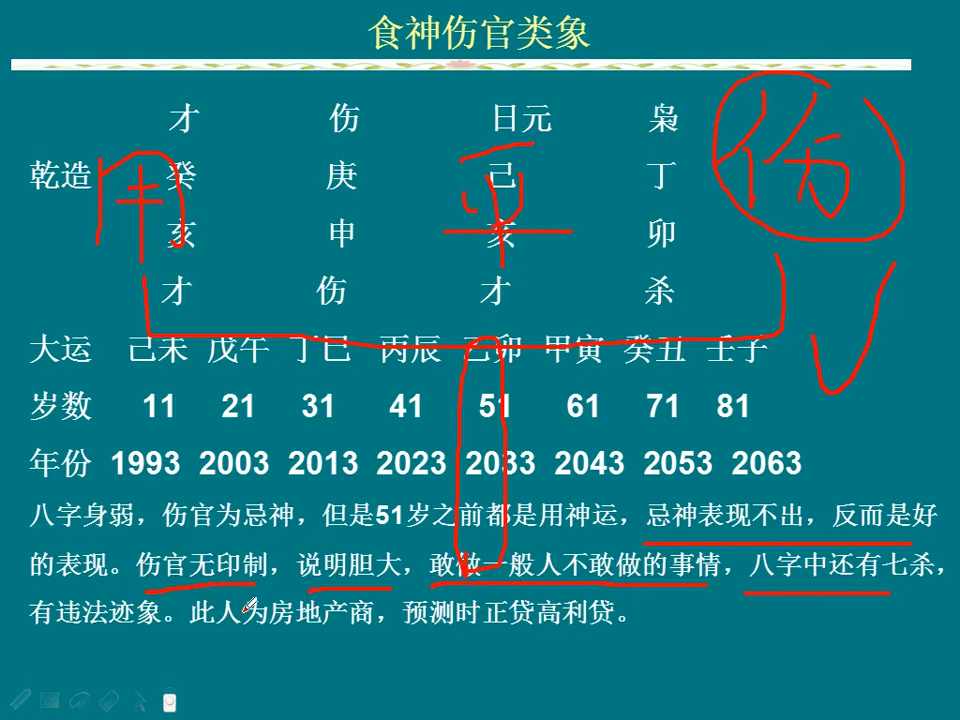 食神伤官类象
才 伤 日元 枭
乾造 癸 庚 己 丁
亥 申 亥 卯
才 伤 才 杀
大运 己未 戊午 丁巳 丙辰 乙卯 甲寅 癸丑 壬子
岁数 11 21 31 41 51 61 71 81
年份 1993 2003 2013 2023 2033 2043 2053 2063
八字身弱，伤官为忌神，但是51岁之前都是用神运，忌神表现不出，反而是好
的表现。伤官无印制，说明胆大，敢做一般人不敢做的事情，八字中还有七杀，
有违法迹象。此人为房地产商，预测时正贷高利贷。
伤